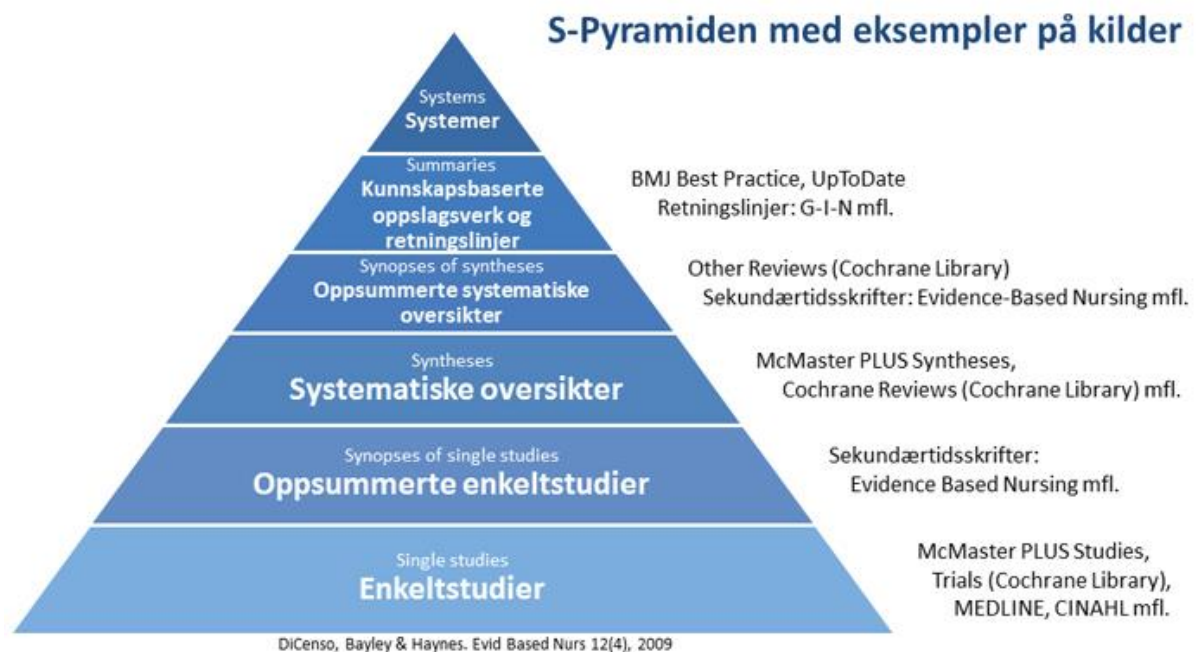 S-Pyramiden med eksempler på kilder
Systems
Systemer
Summaries
Kunnskapsbaserte
oppslagsverk og
retningslinjer
BMJ Best Practice, UpToDate
Retningslinjer: G-I-N mfl.
Synopses of syntheses
Oppsummerte systematiske
oversikter
Other Reviews (Cochrane Library)
Sekundærtidsskrifter: Evidence-Based Nursing mfl.
Syntheses
Systematiske oversikter
McMaster PLUS Syntheses,
Cochrane Reviews (Cochrane Library) mfl.
Synopses of single studies
Oppsummerte enkeltstudier
Sekundærtidsskrifter:
Evidence Based Nursing mfl.
Single studies
Enkeltstudier
McMaster PLUS Studies,
Trials (Cochrane Library),
MEDLINE, CINAHL mfl.
DiCenso, Bayley & Haynes. Evid Based Nurs 12(4), 2009